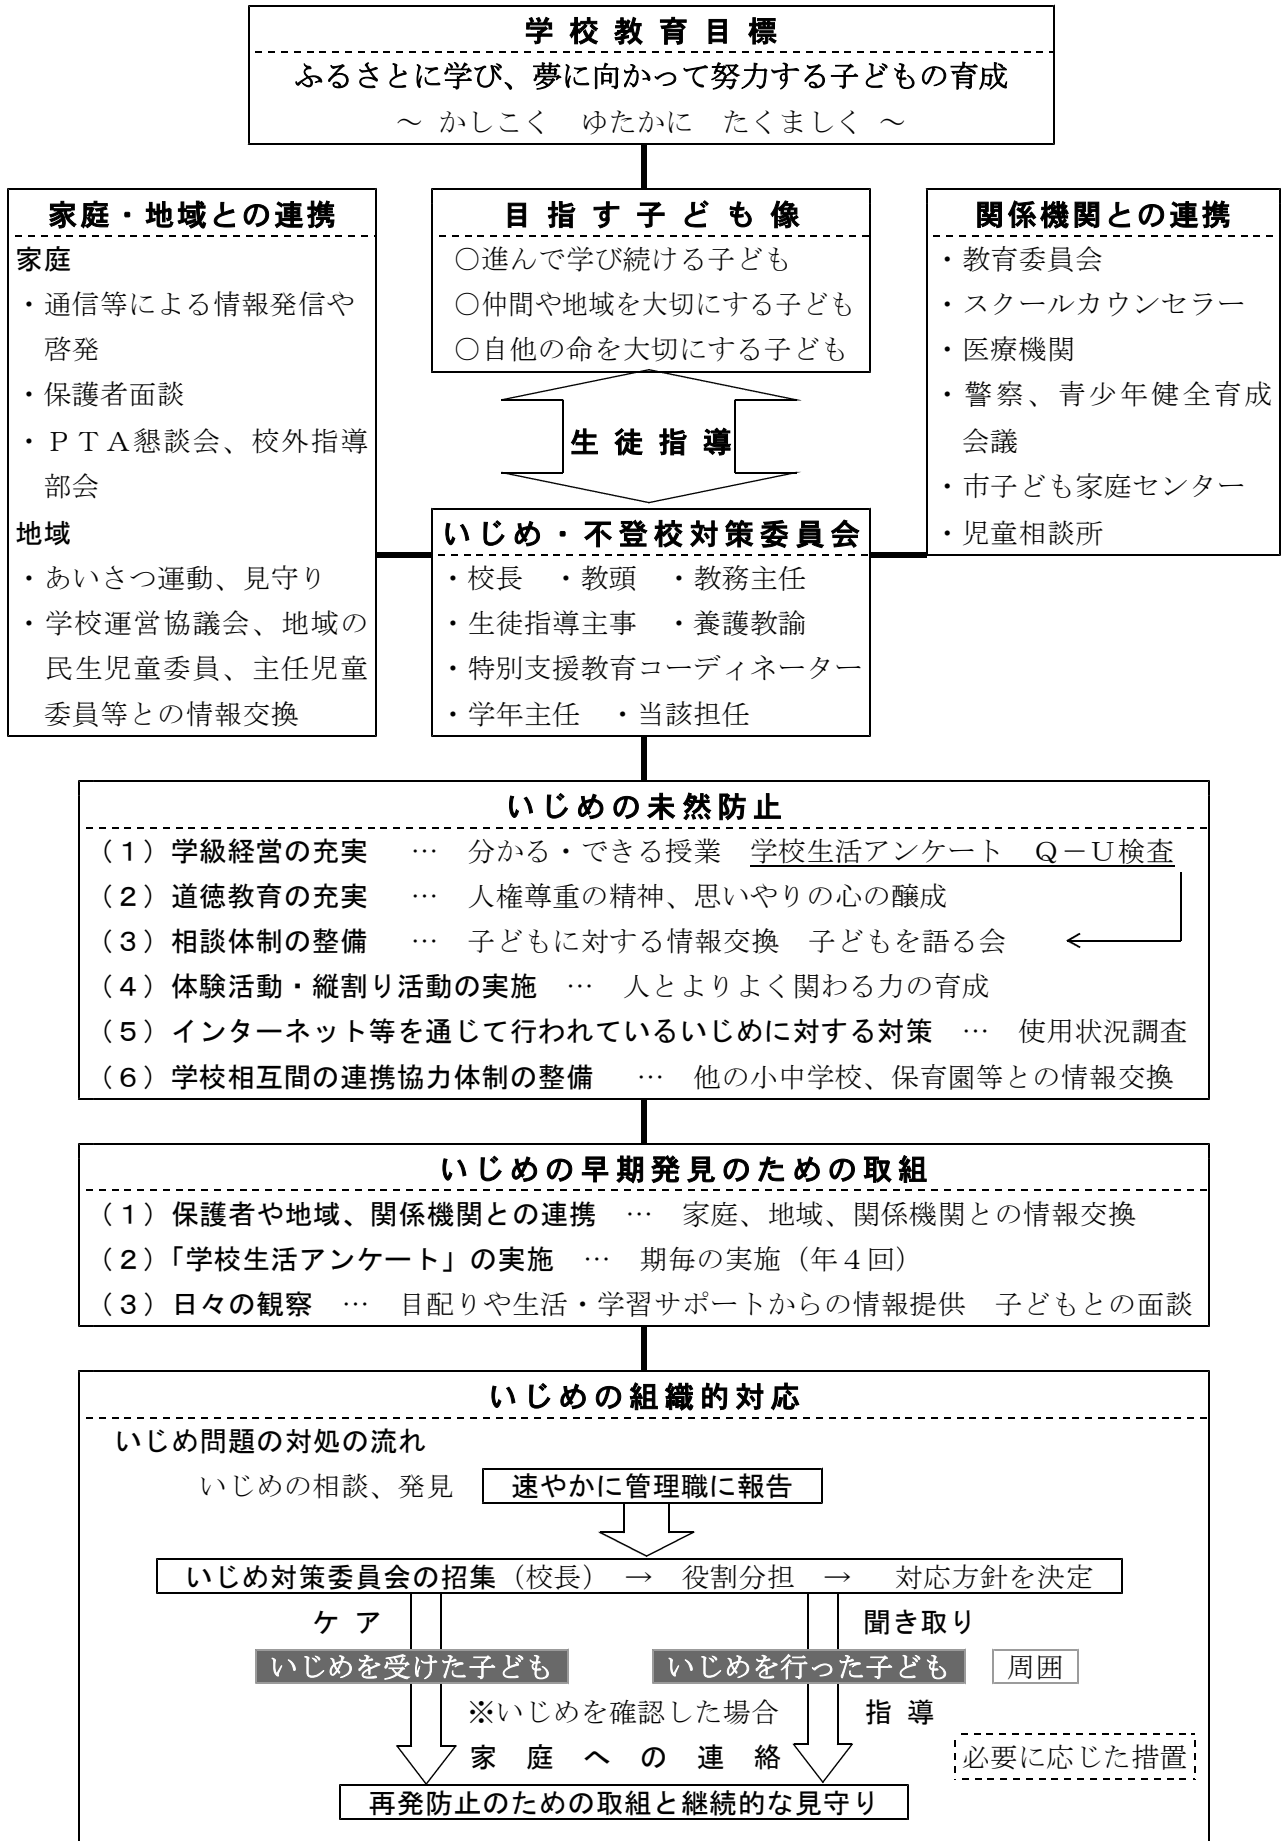 学校教育目標
ふるさとに学び、夢に向かって努力する子どもの育成
～ かしこく　ゆたかに　たくましく ～
家庭・地域との連携
家庭
・通信等による情報発信や
啓発
・保護者面談
・ＰＴＡ懇談会、校外指導
部会
地域
・あいさつ運動、見守り
・学校運営協議会、地域の
民生児童委員、主任児童
委員等との情報交換
目指す子ども像
○進んで学び続ける子ども
○仲間や地域を大切にする子ども
○自他の命を大切にする子ども
生徒指導
いじめ・不登校対策委員会
・校長　・教頭　・教務主任
・生徒指導主事　・養護教諭
・特別支援教育コーディネーター
・学年主任　・当該担任
関係機関との連携
・教育委員会
・スクールカウンセラー
・医療機関
・警察、青少年健全育成
会議
・市子ども家庭センター
・児童相談所
いじめの未然防止
（１）学級経営の充実　…　分かる・できる授業　学校生活アンケート　Ｑ－Ｕ検査
（２）道徳教育の充実　…　人権尊重の精神、思いやりの心の醸成
（３）相談体制の整備　…　子どもに対する情報交換　子どもを語る会
（４）体験活動・縦割り活動の実施　…　人とよりよく関わる力の育成
（５）インターネット等を通じて行われているいじめに対する対策　…　使用状況調査
（６）学校相互間の連携協力体制の整備　…　他の小中学校、保育園等との情報交換
いじめの早期発見のための取組
（１）保護者や地域、関係機関との連携　…　家庭、地域、関係機関との情報交換
（２）「学校生活アンケート」の実施　…　期毎の実施（年４回）
（３）日々の観察　…　目配りや生活・学習サポートからの情報提供　子どもとの面談
いじめの組織的対応
いじめ問題の対処の流れ
いじめの相談、発見　速やかに管理職に報告
いじめ対策委員会の招集（校長）　→　役割分担　→　対応方針を決定
ケア　聞き取り
いじめを受けた子ども　いじめを行った子ども　周囲
※いじめを確認した場合　指導
家庭への連絡　必要に応じた措置
再発防止のための取組と継続的な見守り